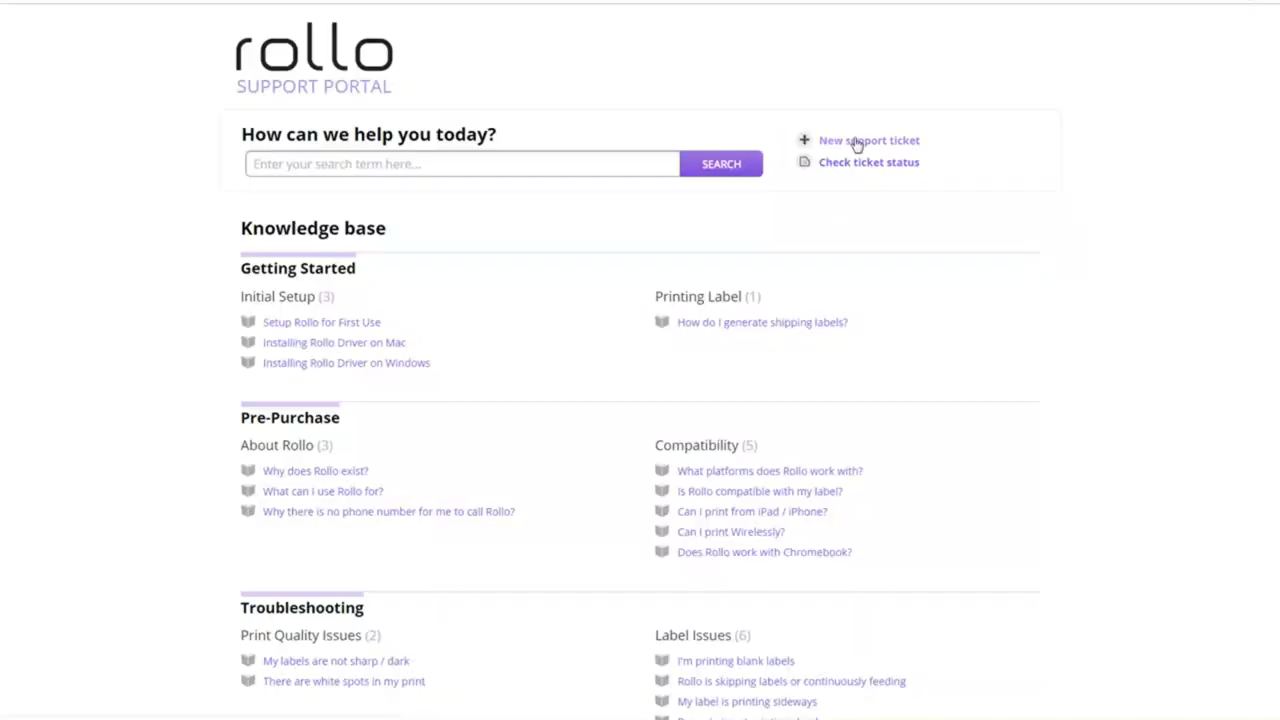 rollo
SUPPORT PORTAL
How can we help you today?
Enter your search term here...
SEARCH
New support ticket
Check ticket status
Knowledge base
Getting Started
Initial Setup (3)
Setup Rollo for First Use
Installing Rollo Driver on Mac
Installing Rollo Driver on Windows
Printing Label (1)
How do I generate shipping labels?
Pre-Purchase
About Rollo (3)
Why does Rollo exist?
What can I use Rollo for?
Why there is no phone number for me to call Rollo?
Compatibility (5)
What platforms does Rollo work with?
Is Rollo compatible with my label?
Can I print from iPad / iPhone?
Can I print Wirelessly?
Does Rollo work with Chromebook?
Troubleshooting
Print Quality Issues (2)
My labels are not sharp / dark
There are white spots in my print
Label Issues (6)
I'm printing blank labels
Rollo is skipping labels or continuously feeding
My label is printing sideways